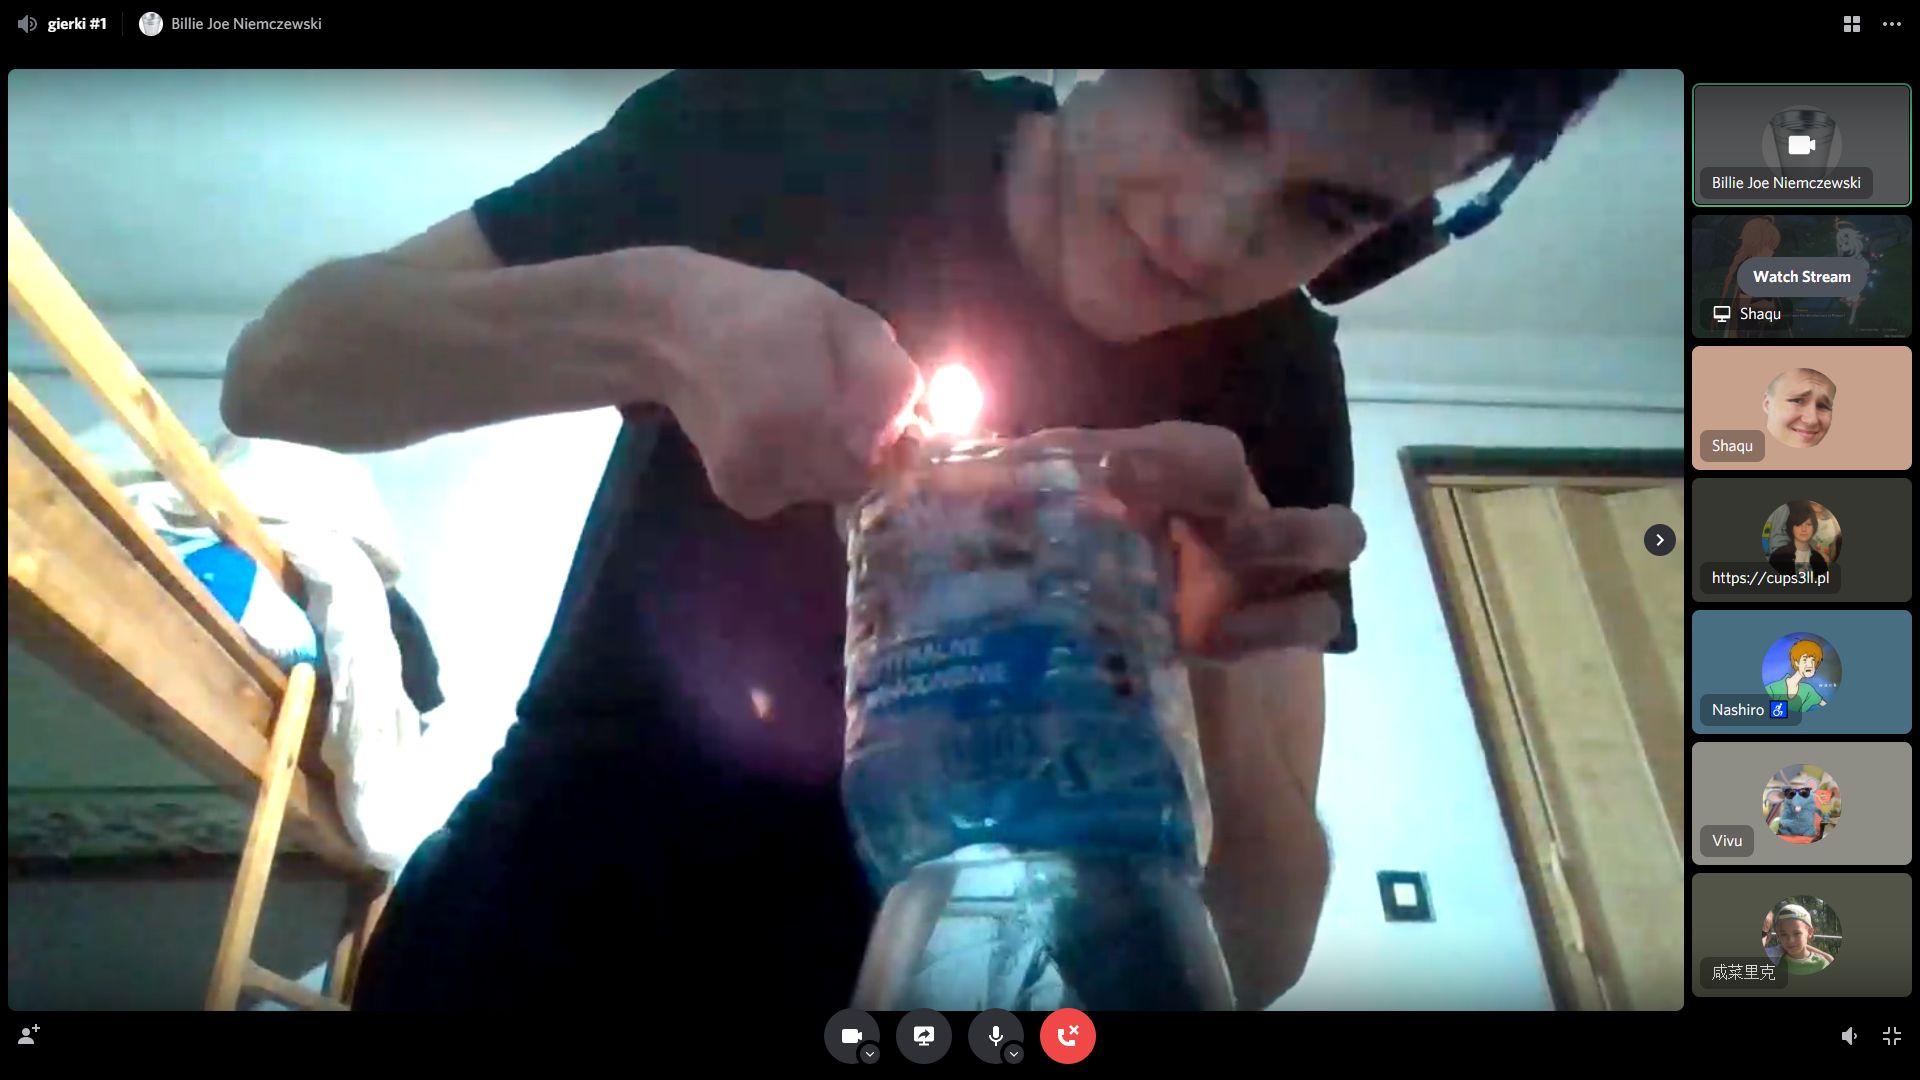 gierki #1
Billie Joe Niemczewski
Billie Joe Niemczewski
Watch Stream
Shaqu
Shaqu
https://cups3ll.pl
Nashiro
Vivu
咸菜里克